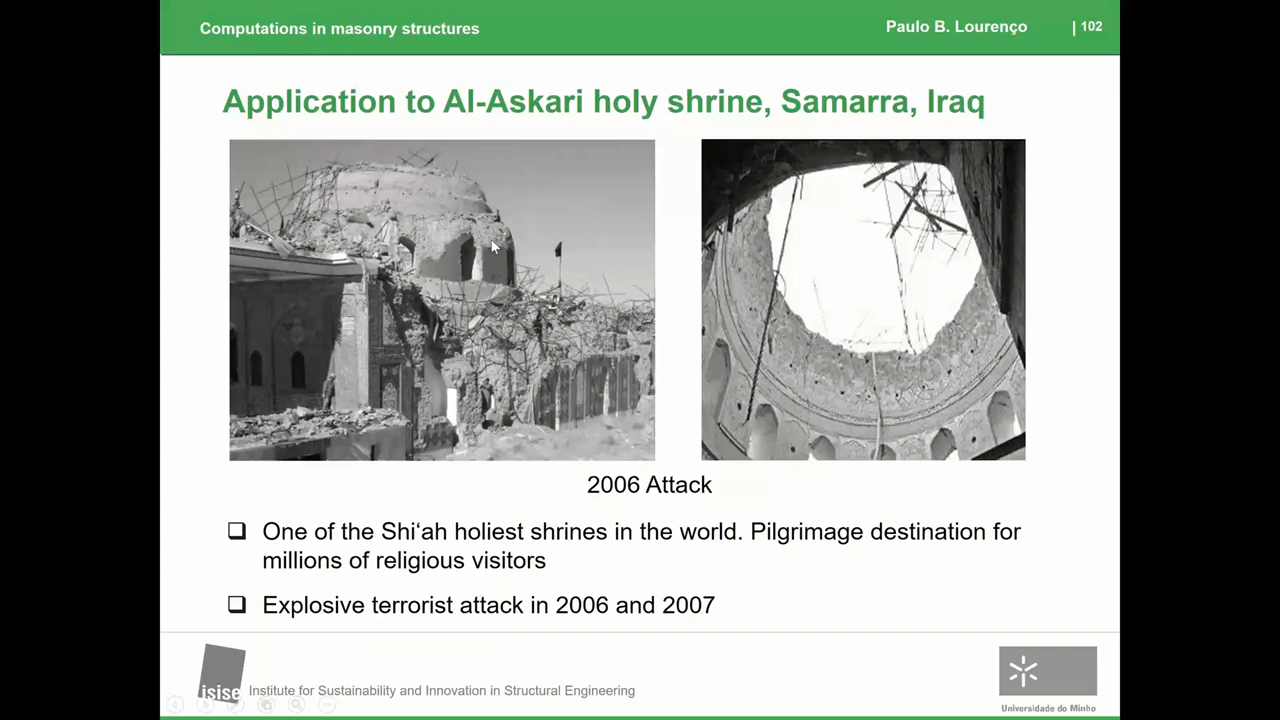 Computations in masonry structures
Paulo B. Lourenço
| 102
Application to Al-Askari holy shrine, Samarra, Iraq
2006 Attack
One of the Shi‘ah holiest shrines in the world. Pilgrimage destination for
millions of religious visitors
Explosive terrorist attack in 2006 and 2007
isise
Institute for Sustainability and Innovation in Structural Engineering
Universidade do Minho